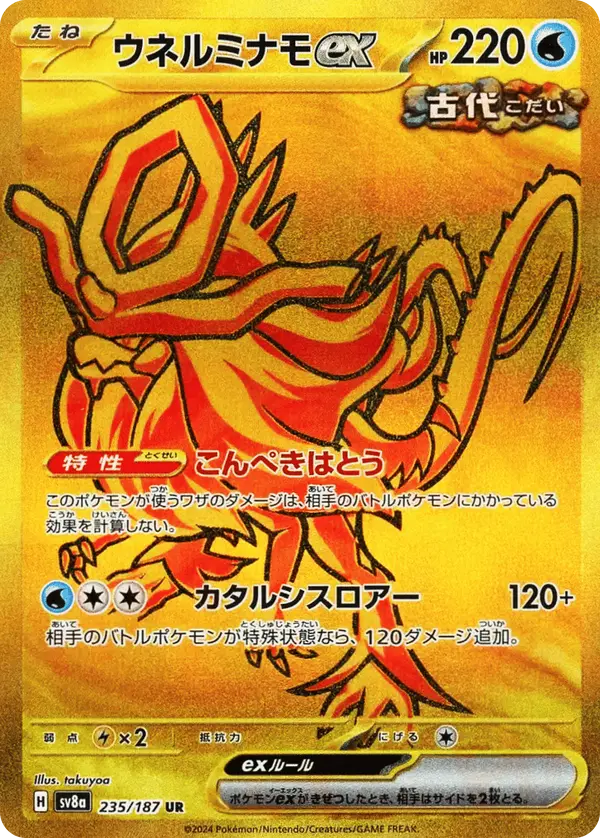 たね
ウネルミナモex
HP220
古代こだい
特性 とくせい こんぺきはとう
このポケモンが使うワザのダメージは、相手のバトルポケモンにかかっている
効果を計算しない。
カタルシスロアー 120+
相手のバトルポケモンが特殊状態なら、120ダメージ追加。
弱点 ×2 抵抗力 にげる
exルール
ポケモンexがきぜつしたとき、相手はサイドを2枚とる。
Illus. takuyoa
H sv8a 235/187 UR
©2024 Pokémon/Nintendo/Creatures/GAME FREAK.